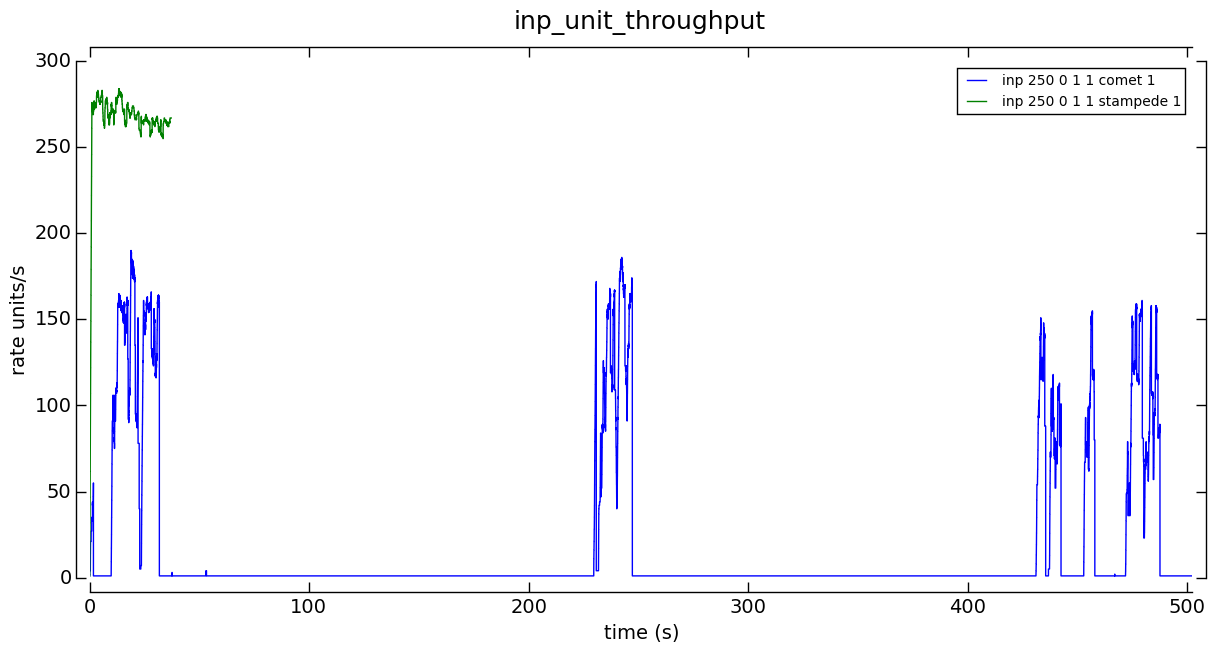 inp_unit_throughput
300
250
200
150
100
50
0
rate units/s
inp 250 0 1 1 comet 1
inp 250 0 1 1 stampede 1
0 100 200 300 400 500
time (s)